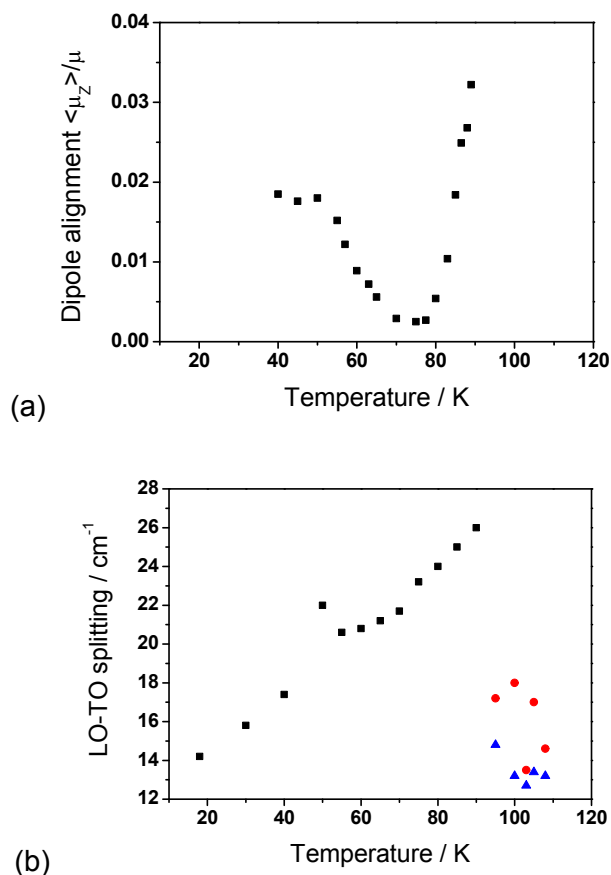 0.04
0.03
0.02
0.01
0.00
Dipole alignment <μZ>/μ
20 40 60 80 100 120
Temperature / K
(a)
28
26
24
22
20
18
16
14
12
LO-TO splitting / cm-1
20 40 60 80 100 120
Temperature / K
(b)